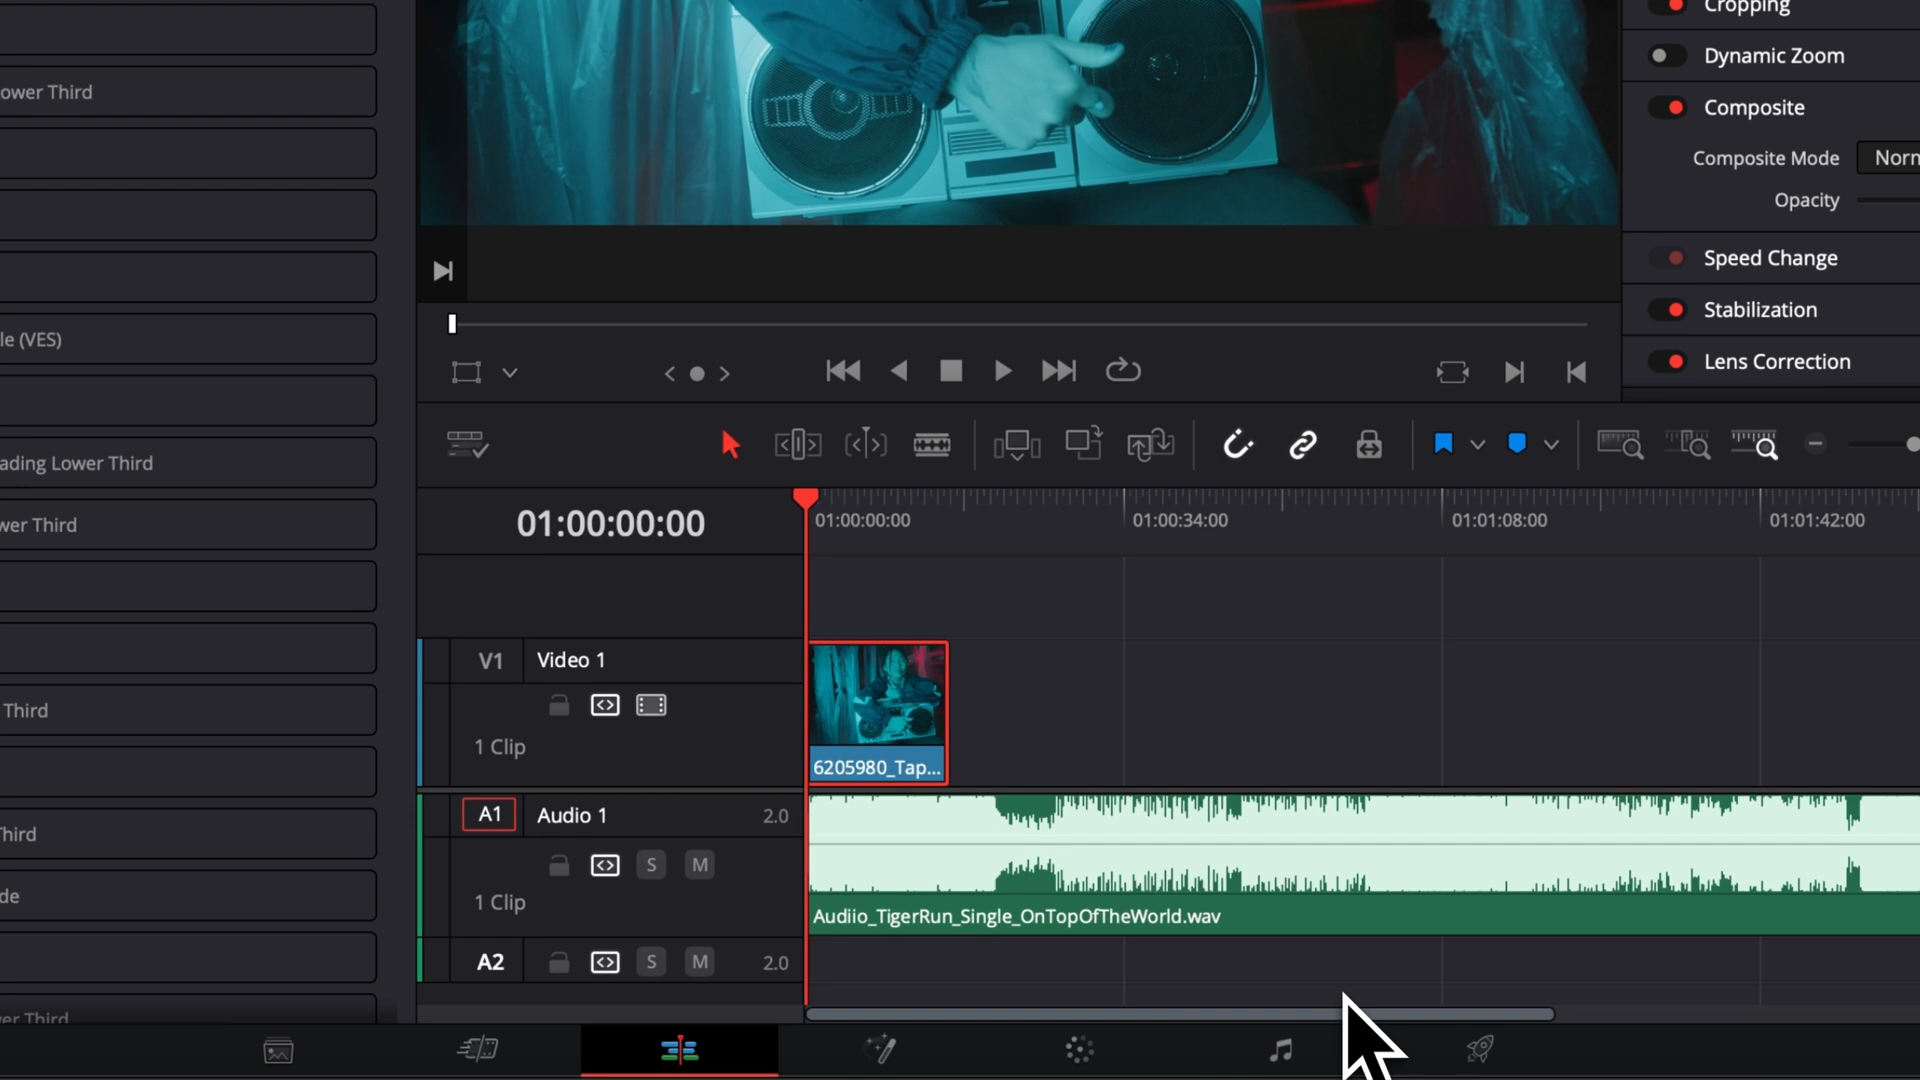 Cropping
Dynamic Zoom
Composite
Composite Mode
Opacity
Speed Change
Stabilization
Lens Correction
ower Third
le (VES)
ading Lower Third
wer Third
Third
Third
de
er Third
01:00:00:00
01:00:00:00
01:00:34:00
01:01:08:00
01:01:42:00
V1
Video 1
1 Clip
6205980_Tap...
A1
Audio 1
2.0
S
M
1 Clip
Audiio_TigerRun_Single_OnTopOfTheWorld.wav
A2
S
M
2.0